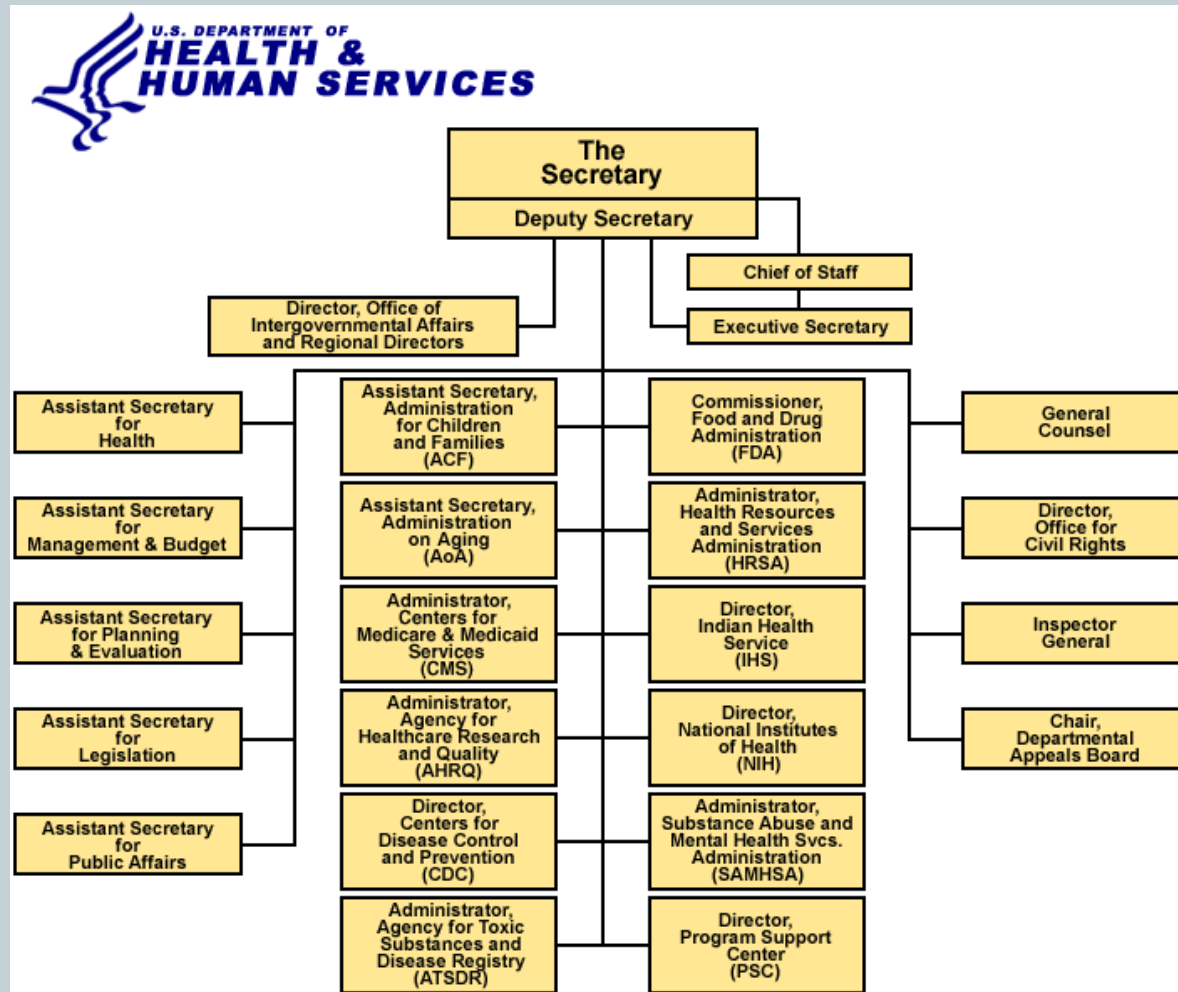 U.S. DEPARTMENT OF
HEALTH &
HUMAN SERVICES
The
Secretary
Deputy Secretary
Chief of Staff
Director, Office of
Intergovernmental Affairs
and Regional Directors
Executive Secretary
Assistant Secretary
for
Health
Assistant Secretary
for
Management & Budget
Assistant Secretary
for Planning
& Evaluation
Assistant Secretary
for
Legislation
Assistant Secretary
for
Public Affairs
Assistant Secretary,
Administration
for Children
and Families
(ACF)
Assistant Secretary,
Administration
on Aging
(AoA)
Administrator,
Centers for
Medicare & Medicaid
Services
(CMS)
Administrator,
Agency for
Healthcare Research
and Quality
(AHRQ)
Director,
Centers for
Disease Control
and Prevention
(CDC)
Administrator,
Agency for Toxic
Substances and
Disease Registry
(ATSDR)
Commissioner,
Food and Drug
Administration
(FDA)
Administrator,
Health Resources
and Services
Administration
(HRSA)
Director,
Indian Health
Service
(IHS)
Director,
National Institutes
of Health
(NIH)
Administrator,
Substance Abuse and
Mental Health Svcs.
Administration
(SAMHSA)
Director,
Program Support
Center
(PSC)
General
Counsel
Director,
Office for
Civil Rights
Inspector
General
Chair,
Departmental
Appeals Board